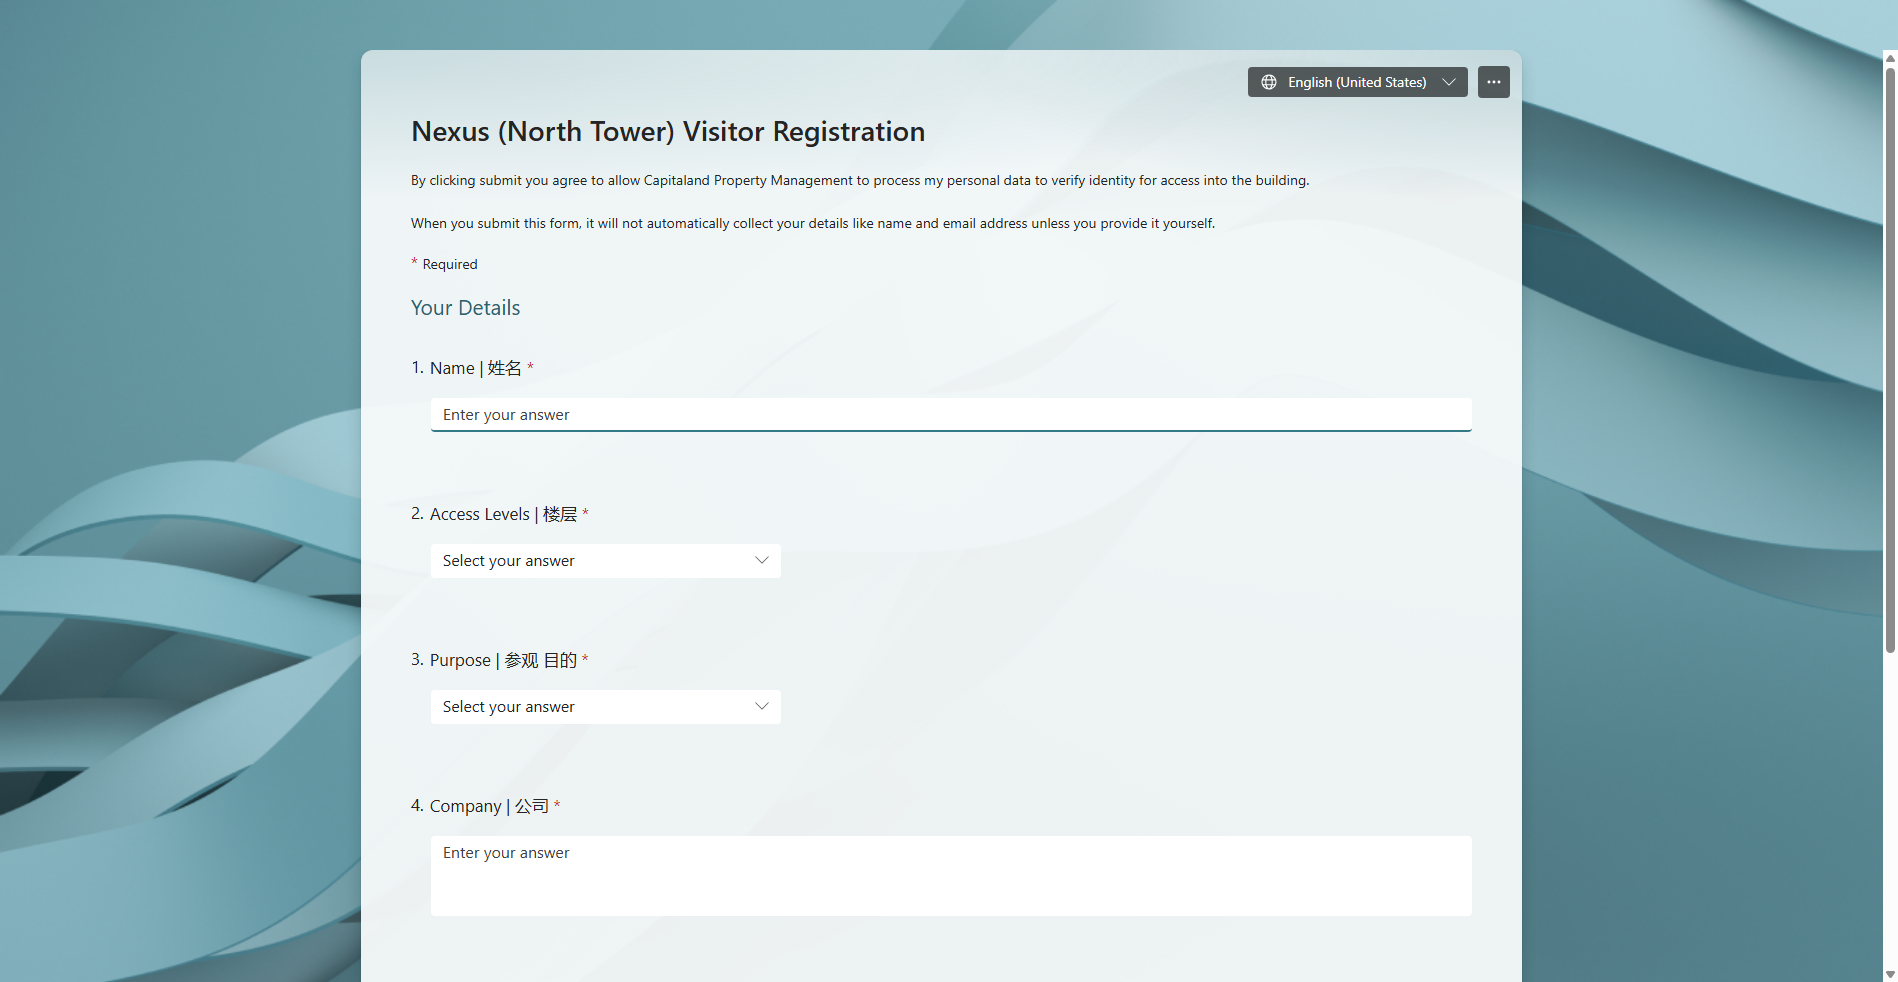 English (United States)
Nexus (North Tower) Visitor Registration
By clicking submit you agree to allow Capitaland Property Management to process my personal data to verify identity for access into the building.
When you submit this form, it will not automatically collect your details like name and email address unless you provide it yourself.
* Required
Your Details
1. Name | 姓名 *
Enter your answer
2. Access Levels | 楼层 *
Select your answer
3. Purpose | 参观 目的 *
Select your answer
4. Company | 公司 *
Enter your answer